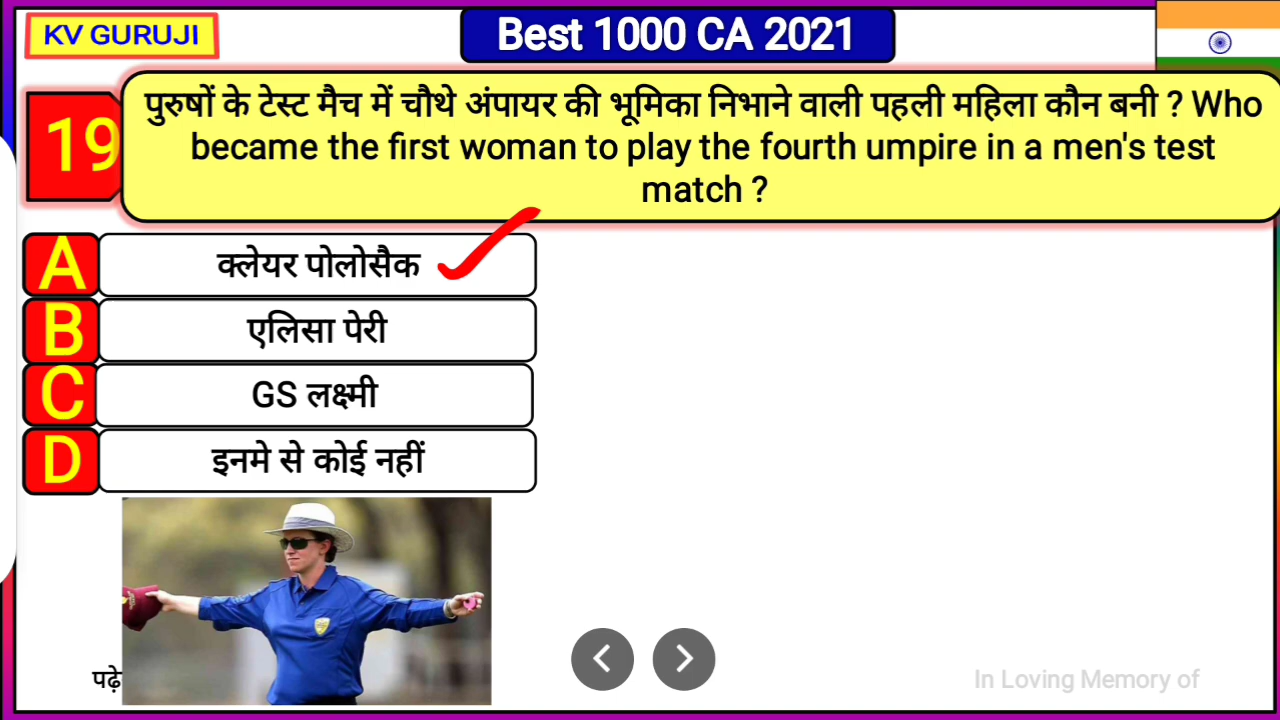 KV GURUJI
Best 1000 CA 2021
19
पुरुषों के टेस्ट मैच में चौथे अंपायर की भूमिका निभाने वाली पहली महिला कौन बनी ? Who
became the first woman to play the fourth umpire in a men's test
match ?
A क्लेयर पोलोसैक
B एलिसा पेरी
C GS लक्ष्मी
D इनमे से कोई नहीं
पढ़े
In Loving Memory of